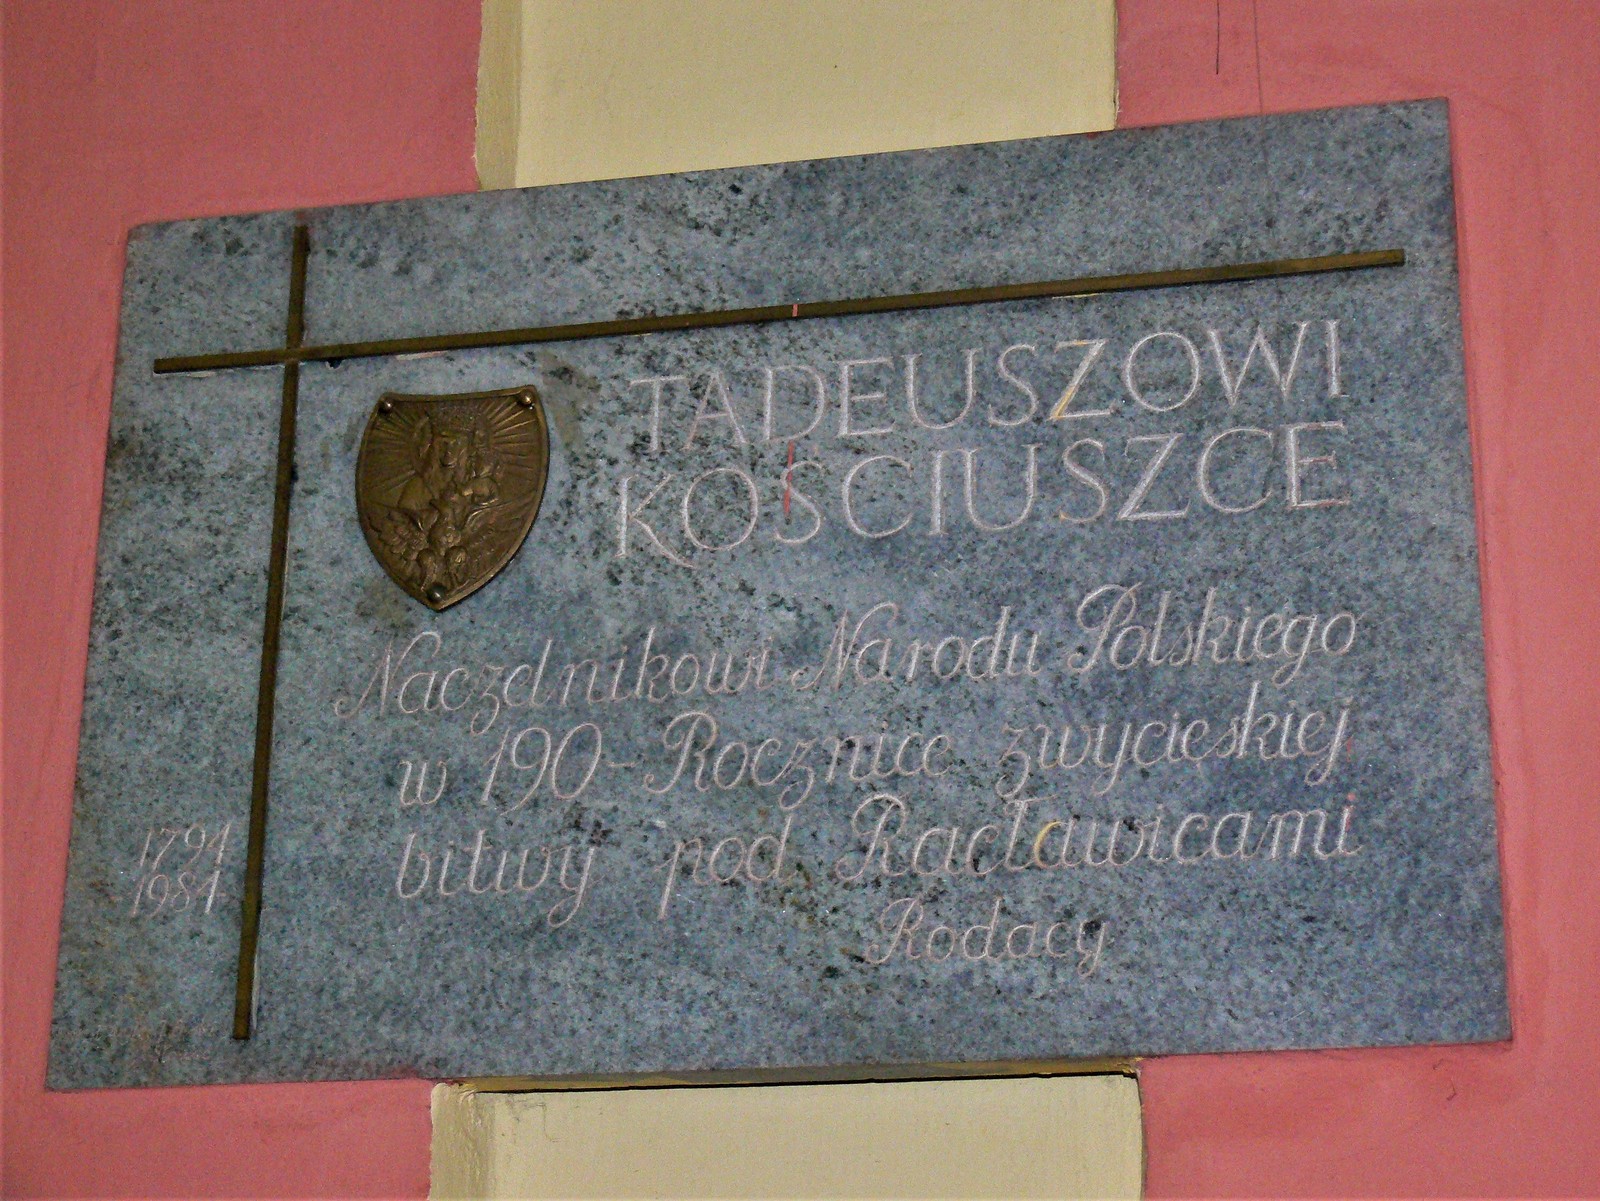 TADEUSZOWI
KOŚCIUSZCE
Naczelnikowi Narodu Polskiego
w 190-Rocznicę zwycięskiej
bitwy pod Racławicami
Rodacy
1794
1984